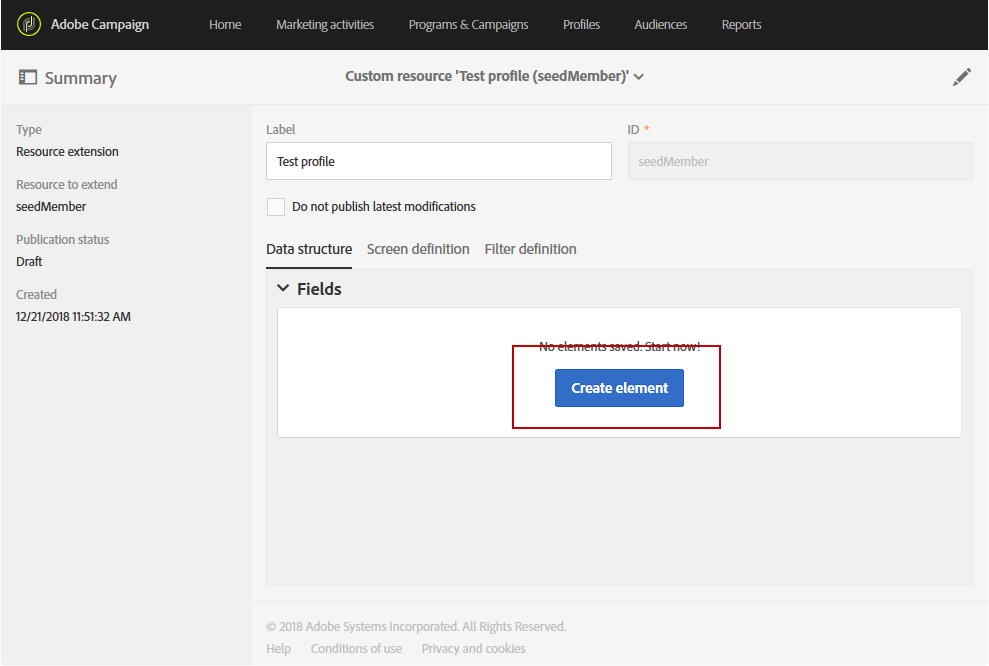 Adobe Campaign Home Marketing activities Programs & Campaigns Profiles Audiences Reports
Summary Custom resource 'Test profile (seedMember)'
Type
Resource extension
Resource to extend
seedMember
Publication status
Draft
Created
12/21/2018 11:51:32 AM
Label ID *
Test profile seedMember
Do not publish latest modifications
Data structure Screen definition Filter definition
Fields
No elements saved. Start now!
Create element
© 2018 Adobe Systems Incorporated. All Rights Reserved.
Help Conditions of use Privacy and cookies